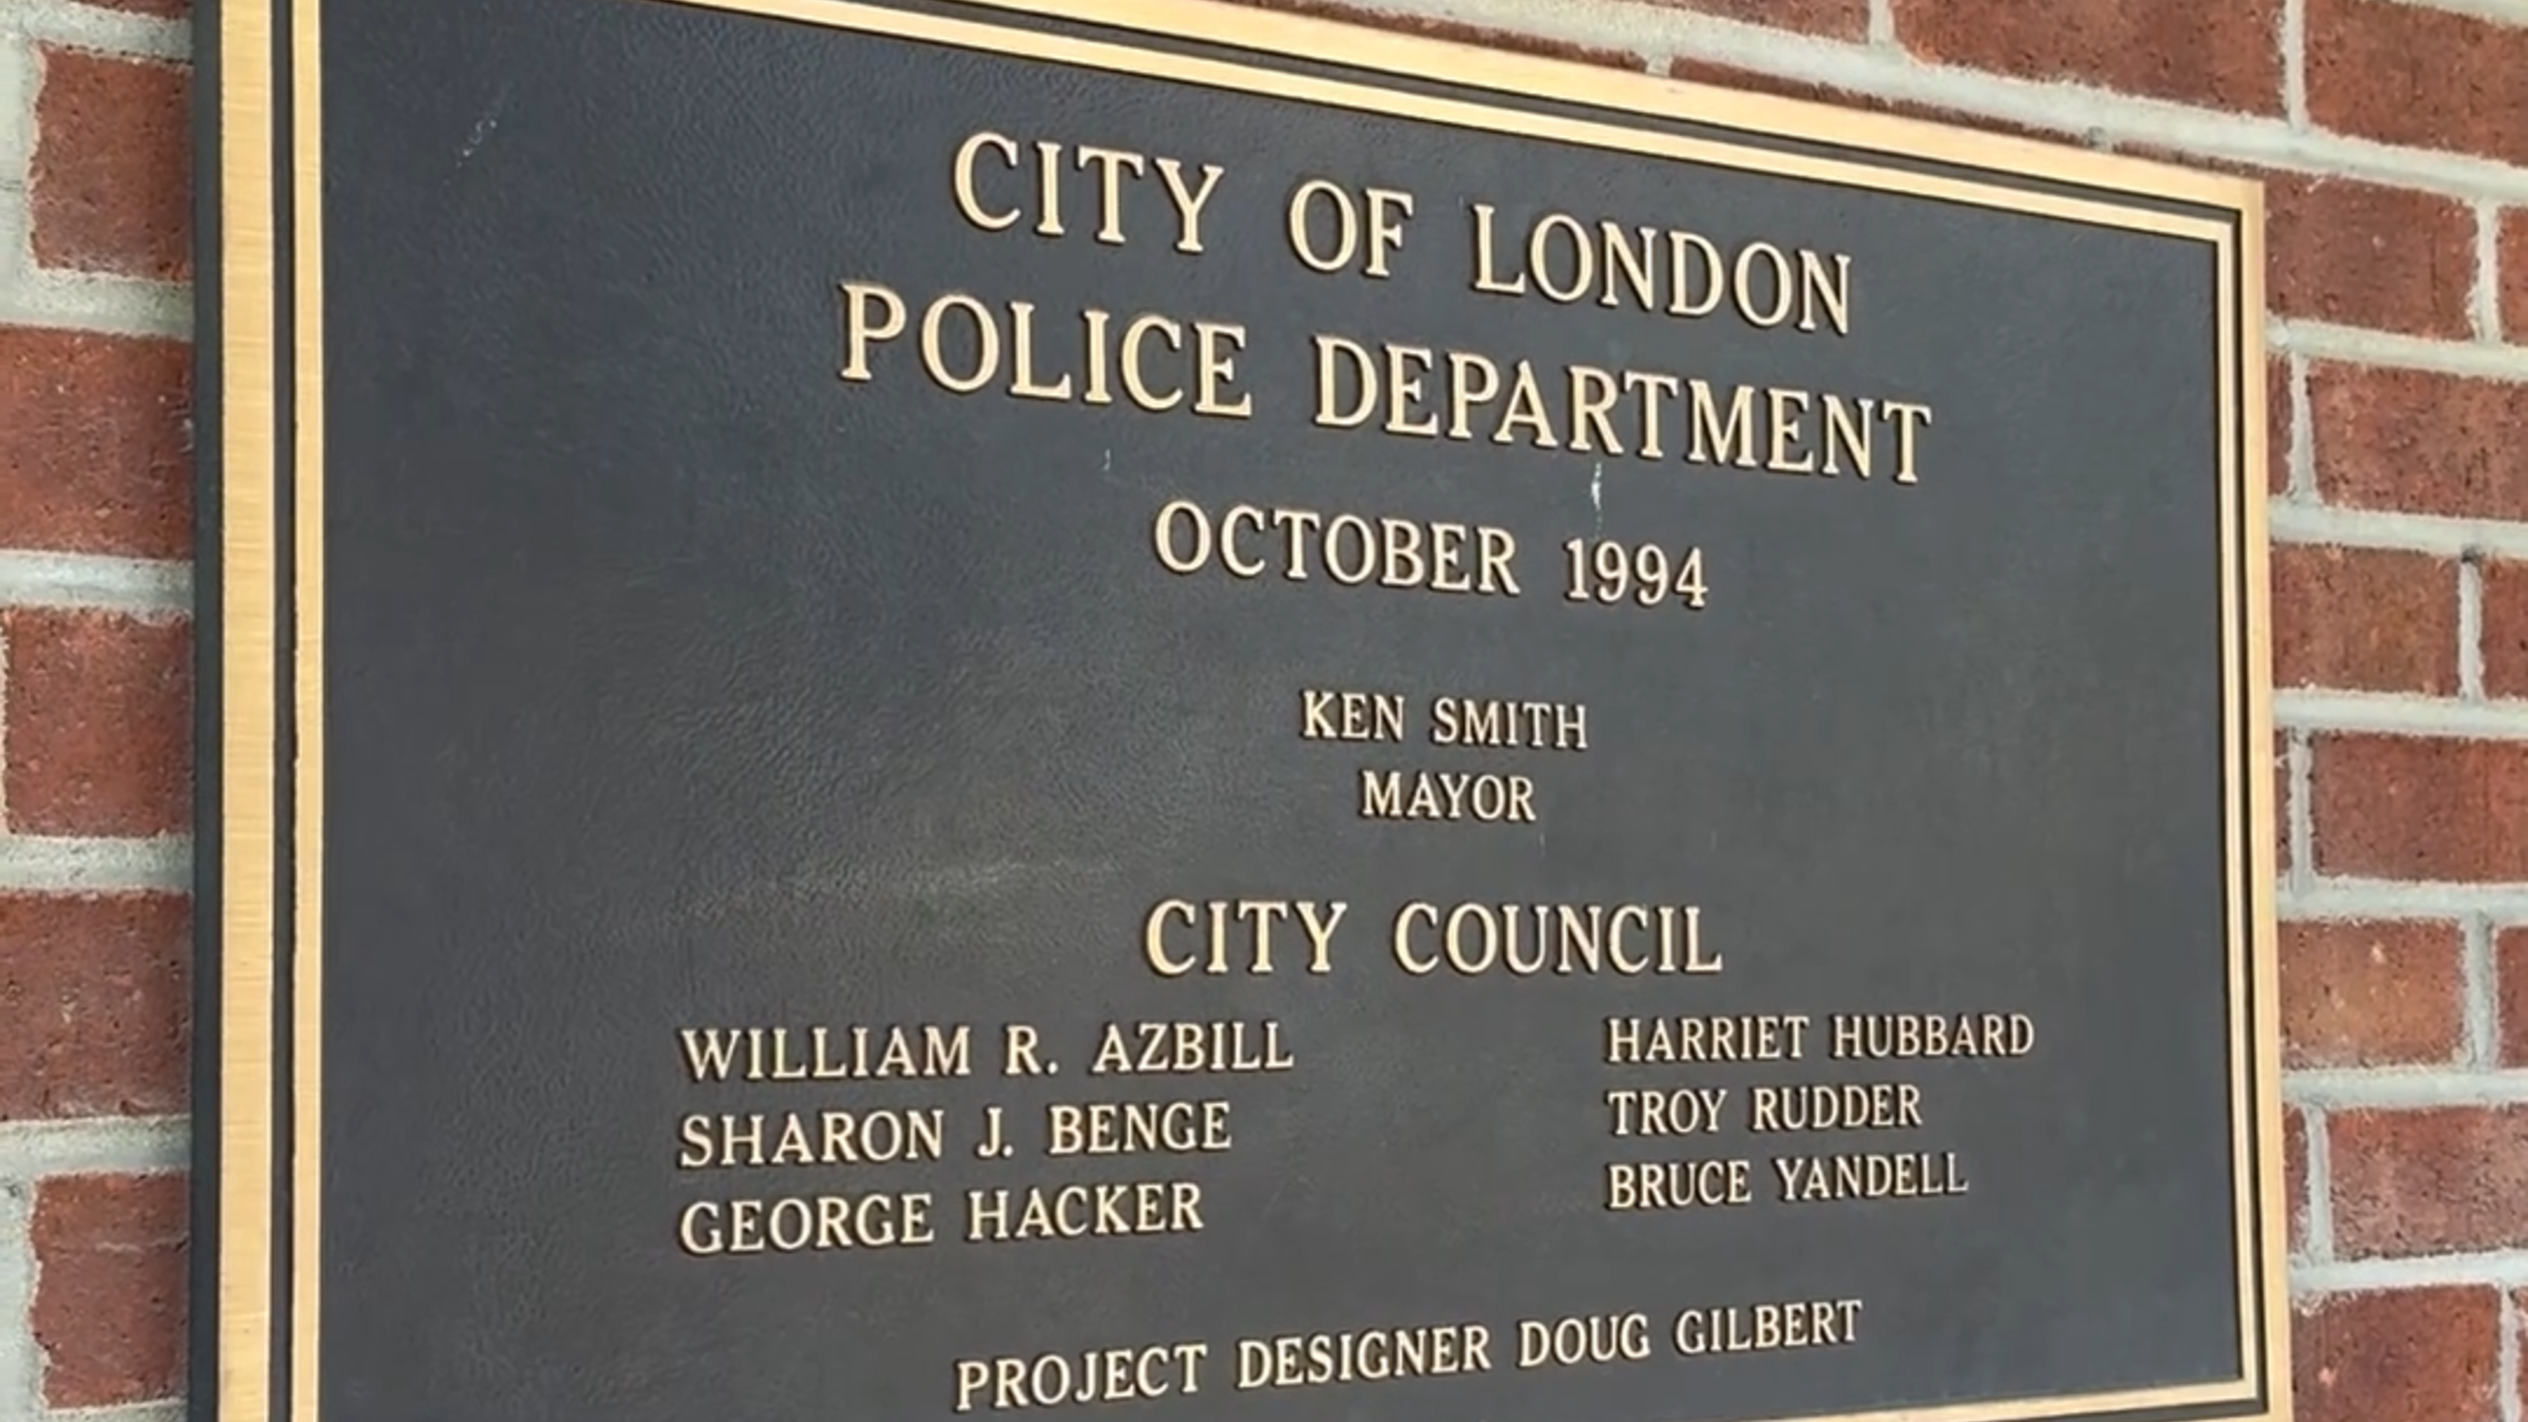 CITY OF LONDON
POLICE DEPARTMENT
OCTOBER 1994
KEN SMITH
MAYOR
CITY COUNCIL
WILLIAM R. AZBILL
SHARON J. BENGE
GEORGE HACKER
HARRIET HUBBARD
TROY RUDDER
BRUCE YANDELL
PROJECT DESIGNER DOUG GILBERT